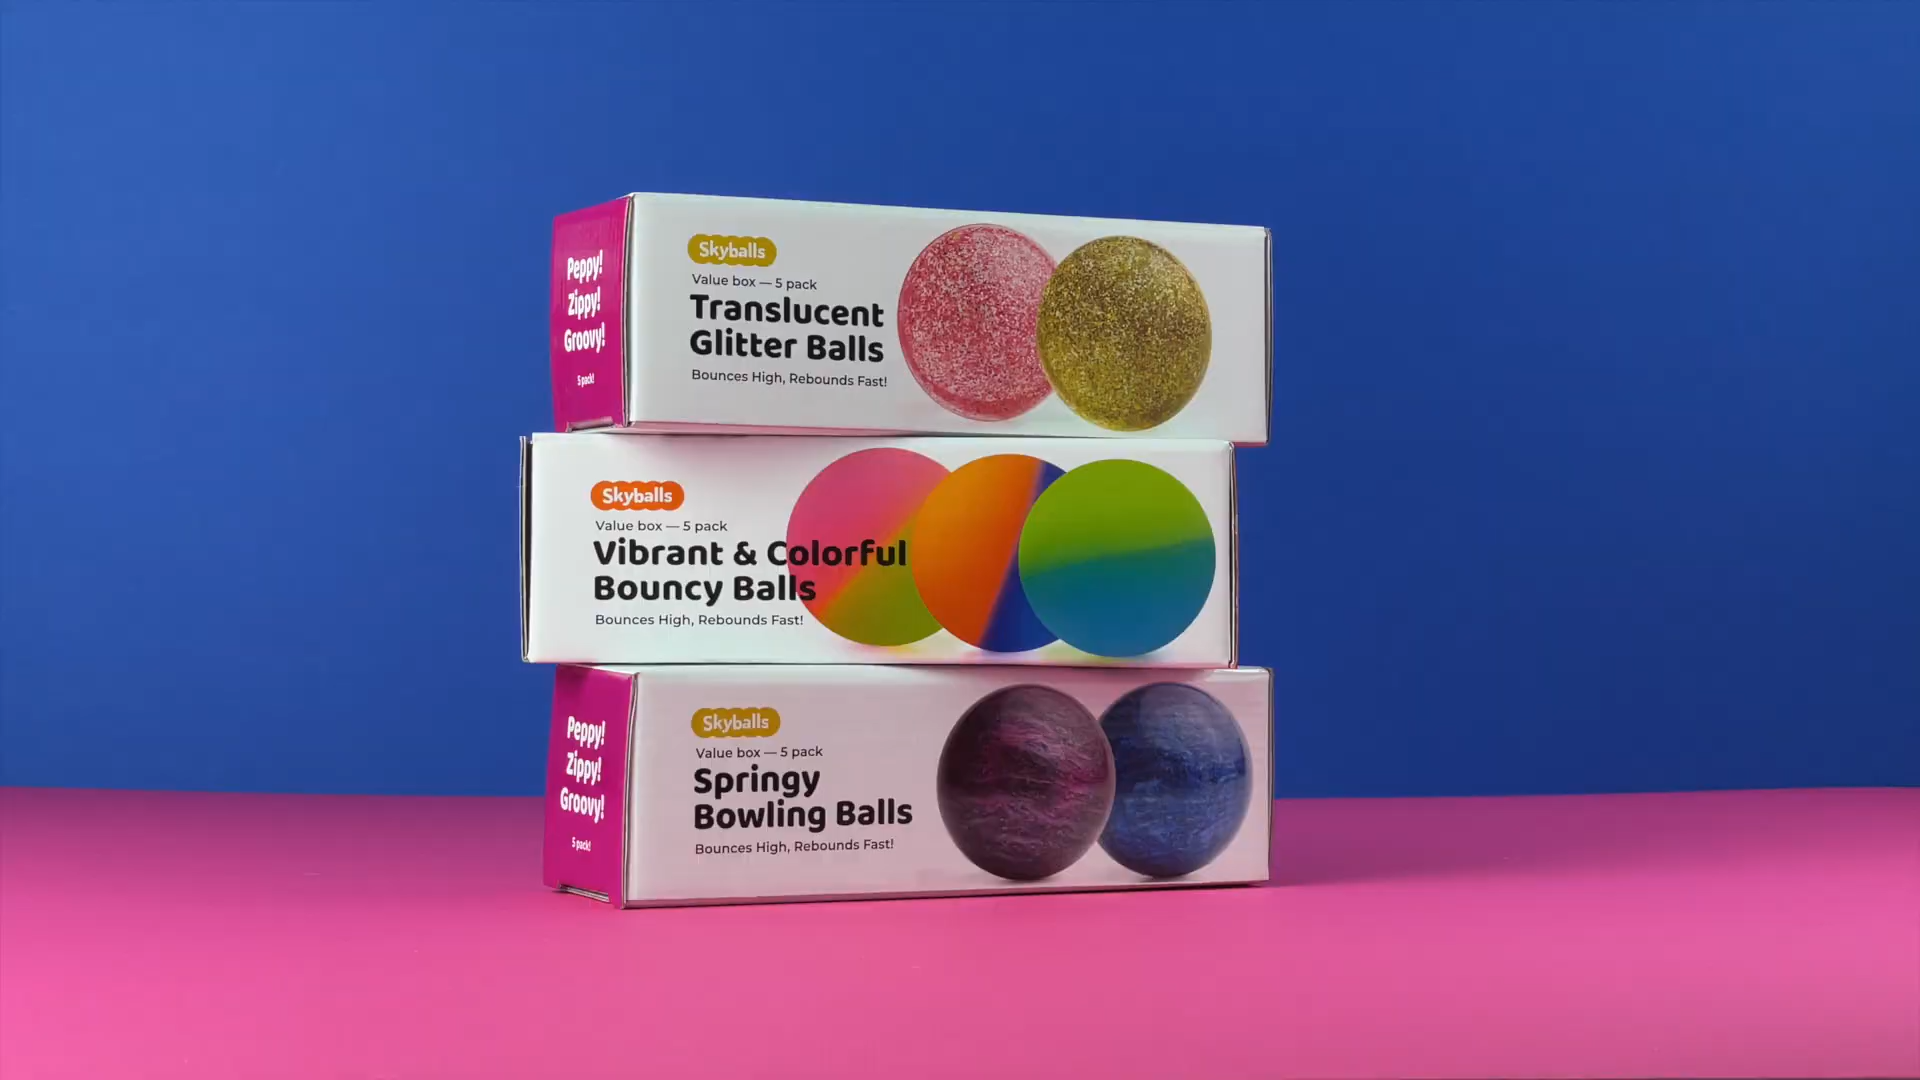 Peppy!
Zippy!
Groovy!
5 pack!
Skyballs
Value box — 5 pack
Translucent
Glitter Balls
Bounces High, Rebounds Fast!
Skyballs
Value box — 5 pack
Vibrant & Colorful
Bouncy Balls
Bounces High, Rebounds Fast!
Peppy!
Zippy!
Groovy!
5 pack!
Skyballs
Value box — 5 pack
Springy
Bowling Balls
Bounces High, Rebounds Fast!